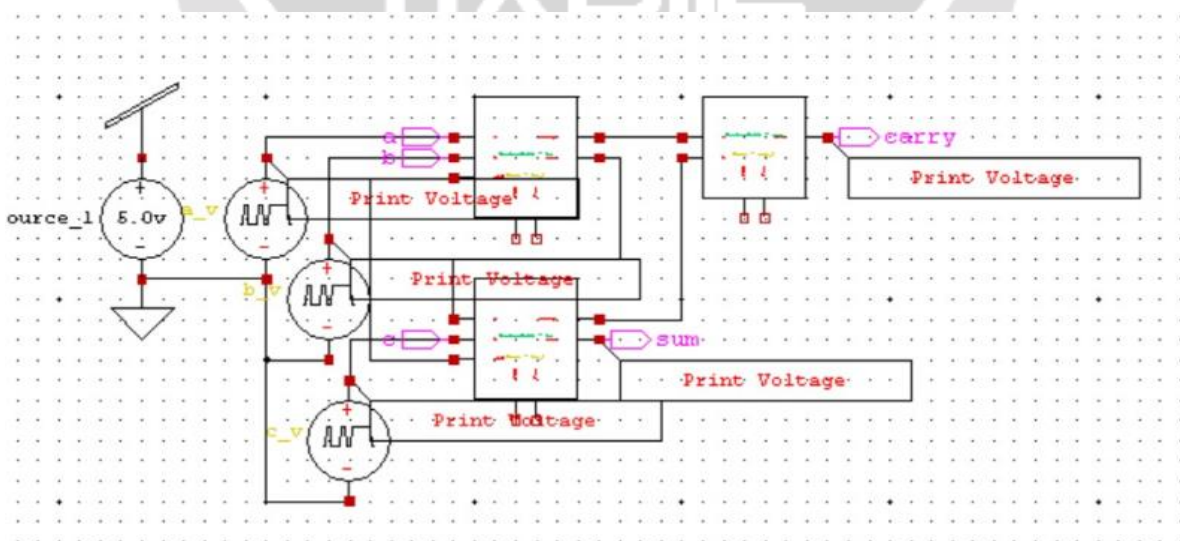 a
b
carry
Print Voltage
ource_1
5.0v
a_v
Print Voltage
b_v
Print Voltage
c
sum
Print Voltage
c_v
Print Voltage